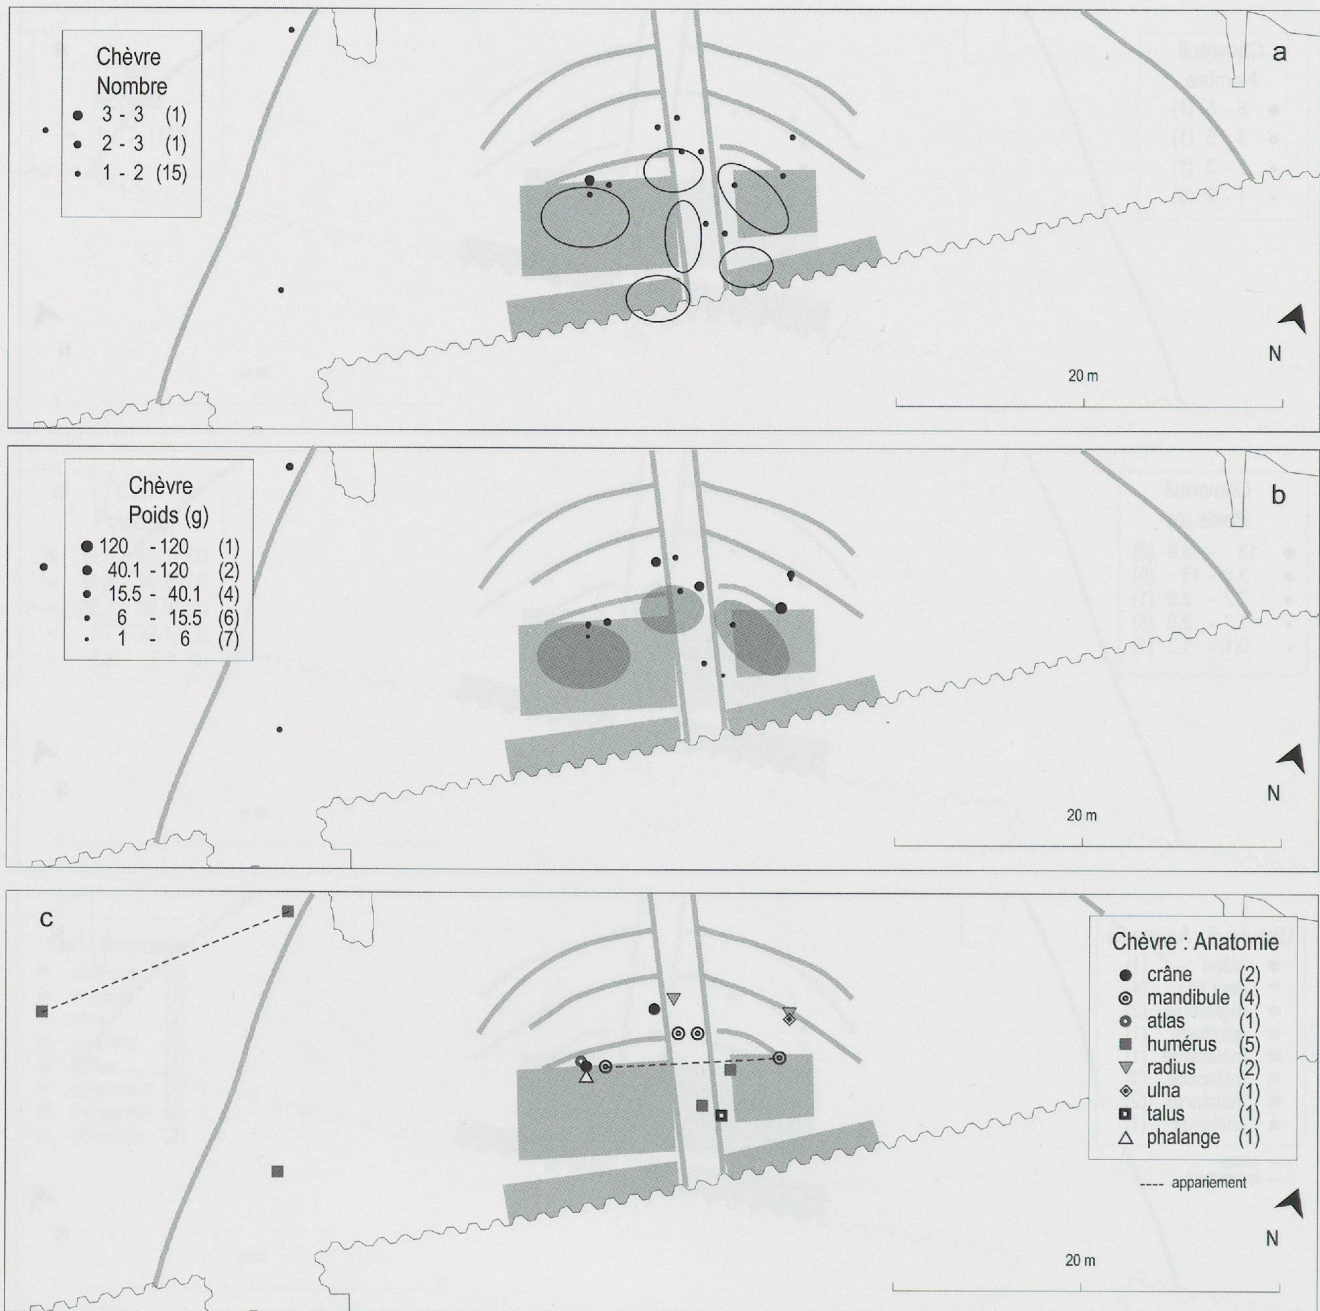 a
Chèvre
Nombre
3 - 3 (1)
2 - 3 (1)
1 - 2 (15)
N
20 m
b
Chèvre
Poids (g)
120 - 120 (1)
40.1 - 120 (2)
15.5 - 40.1 (4)
6 - 15.5 (6)
1 - 6 (7)
N
20 m
c
Chèvre : Anatomie
crâne (2)
mandibule (4)
atlas (1)
humérus (5)
radius (2)
ulna (1)
talus (1)
phalange (1)
---- appariement
N
20 m